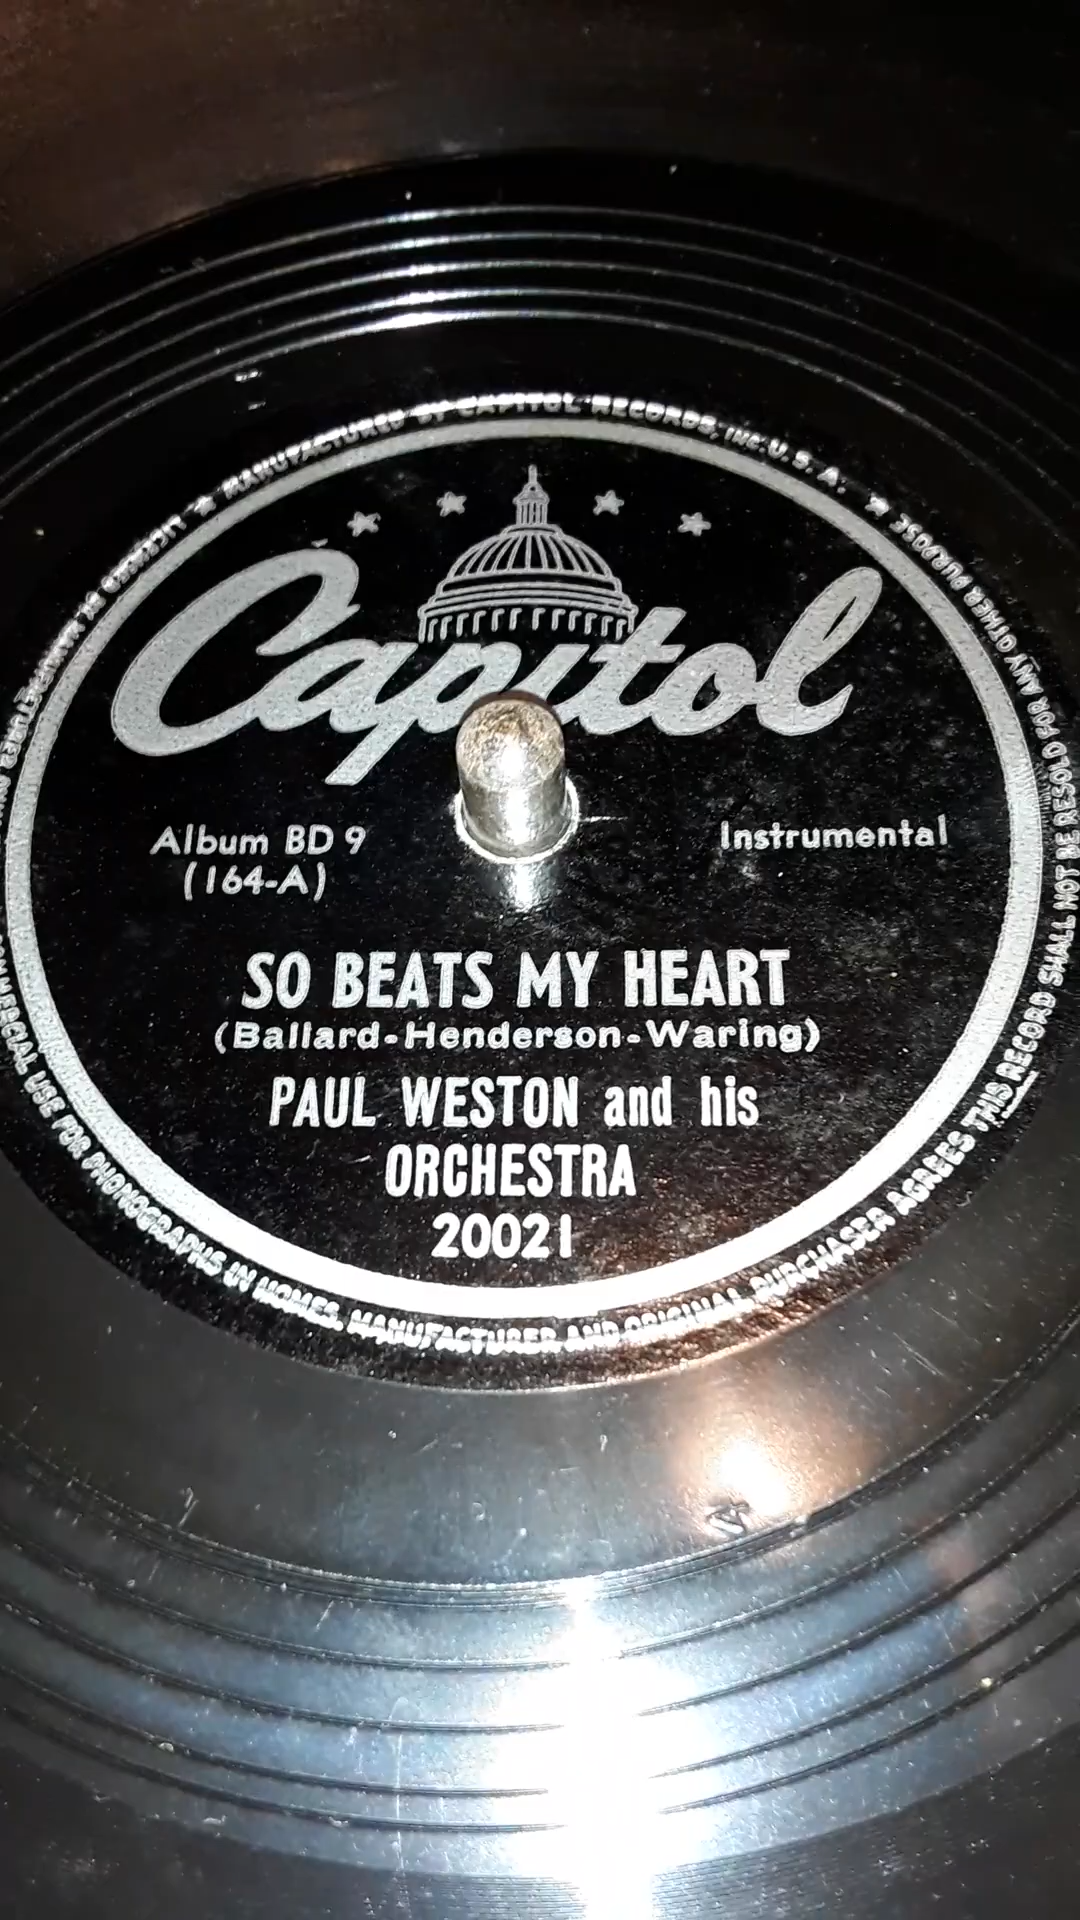 MANUFACTURED BY CAPITOL RECORDS, INC. U.S.A. ★
PURPOSE
Capitol
Album BD 9
(164-A)
Instrumental
SO BEATS MY HEART
(Ballard-Henderson-Waring)
PAUL WESTON and his
ORCHESTRA
20021
USE FOR PHONOGRAPHS IN HOMES. MANUFACTURER AND ORIGINAL PURCHASER AGREES THIS RECORD SHALL NOT BE RESOLD FOR ANY OTHER PURPOSE